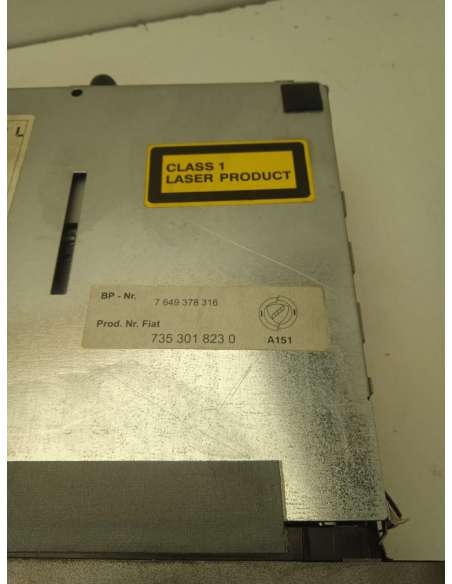 L
CLASS 1
LASER PRODUCT
BP - Nr. 7 649 378 316
Prod. Nr. Fiat
735 301 823 0 A151